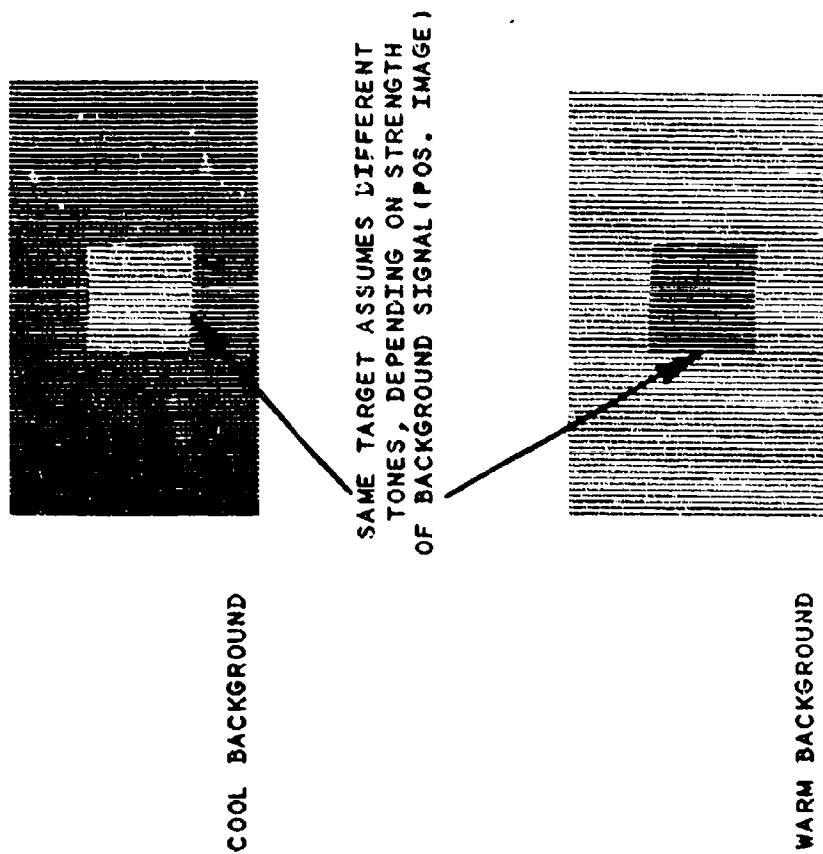 COOL BACKGROUND
SAME TARGET ASSUMES DIFFERENT
TONES, DEPENDING ON STRENGTH
OF BACKGROUND SIGNAL (POS. IMAGE)
WARM BACKGROUND